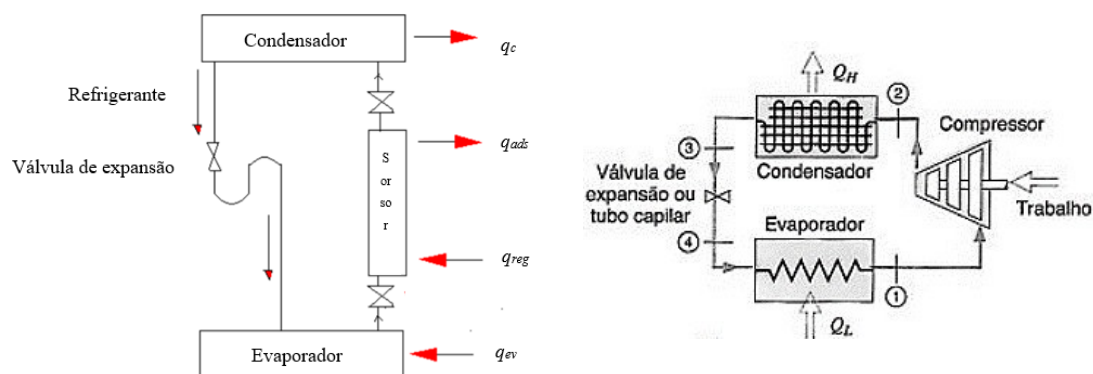 Condensador
qc
Refrigerante
qads
Válvula de expansão
S
or
so
r
qreg
Evaporador
qev
QH
2
Compressor
3
Condensador
Válvula de
expansão ou
tubo capilar
Trabalho
Evaporador
4
1
QL